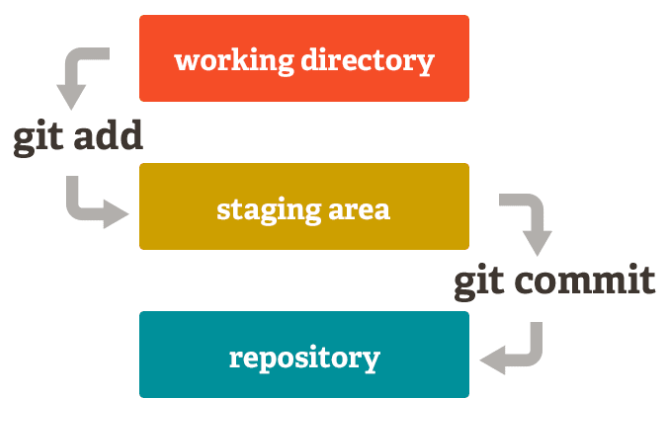 working directory
git add
staging area
git commit
repository